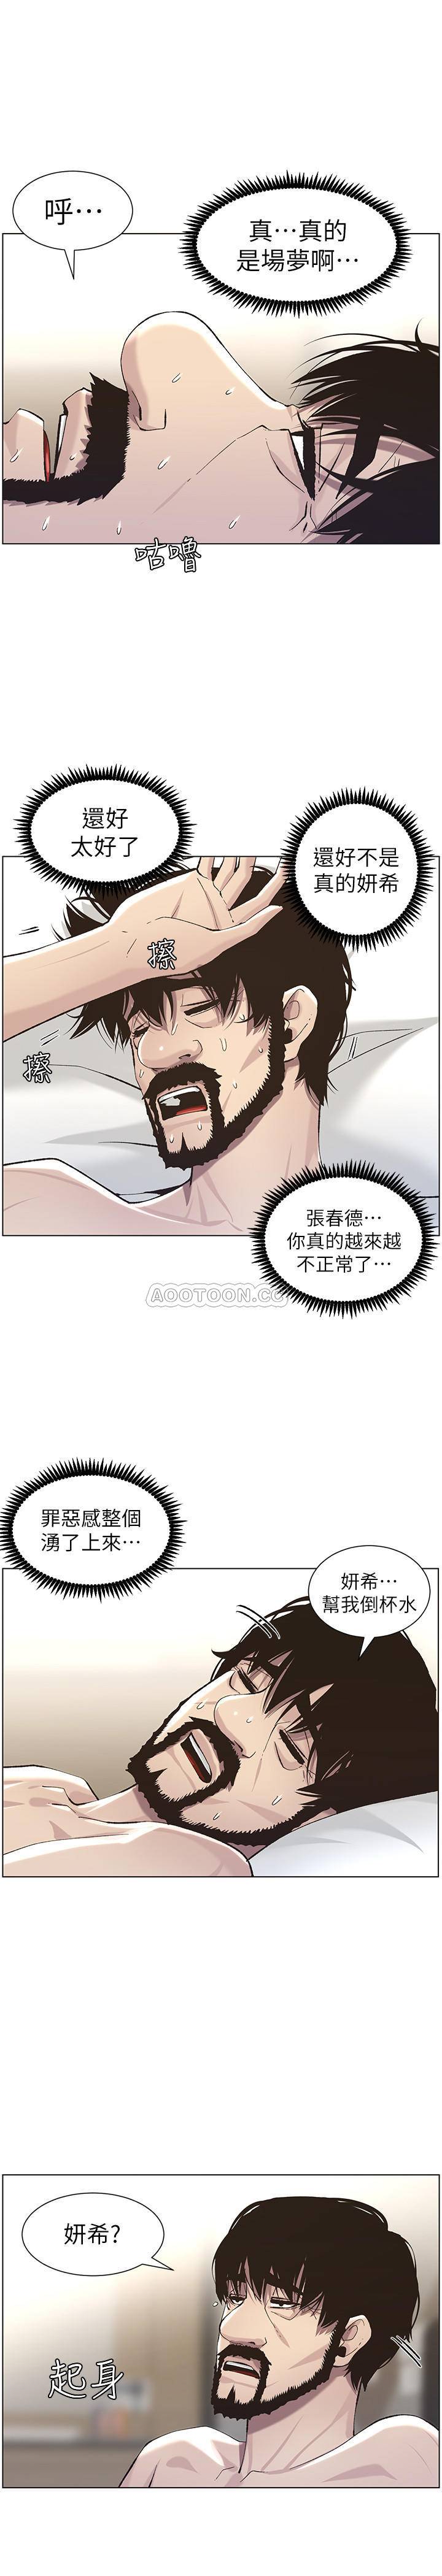 呼⋯
真⋯真的
是場夢啊⋯
咕嚕
還好
太好了
還好不是
真的妍希
擦
擦
張春德⋯
你真的越來越
不正常了⋯
AOOTOON.CC
罪惡感整個
湧了上來⋯
妍希⋯
幫我倒杯水
妍希?
起身